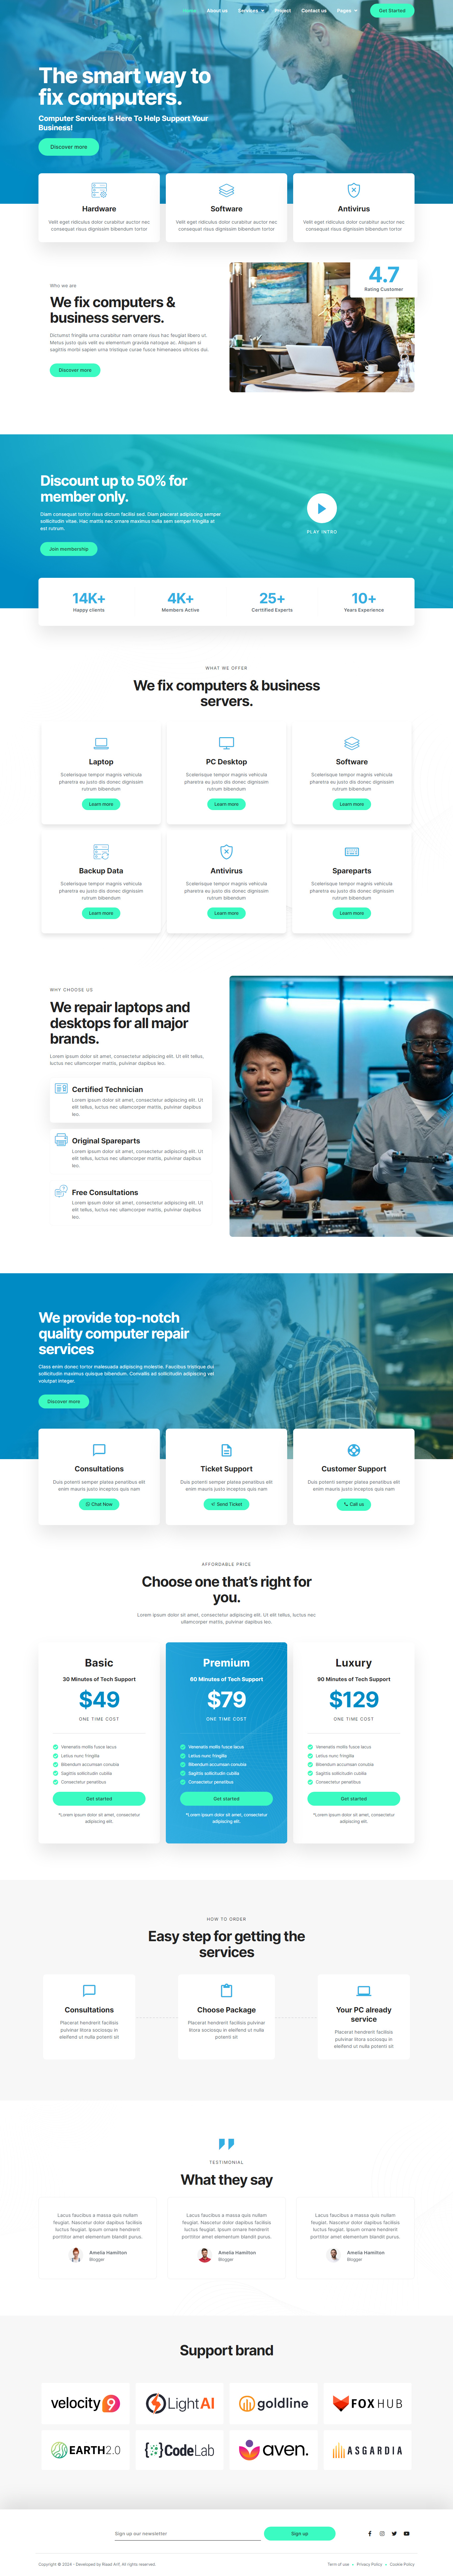 Home About us Services Project Contact us Pages Get Started
The smart way to
fix computers.
Computer Services Is Here To Help Support Your
Business!
Discover more
Hardware
Velit eget ridiculus dolor curabitur auctor nec
consequat risus dignissim bibendum tortor
Software
Velit eget ridiculus dolor curabitur auctor nec
consequat risus dignissim bibendum tortor
Antivirus
Velit eget ridiculus dolor curabitur auctor nec
consequat risus dignissim bibendum tortor
Who we are
We fix computers &
business servers.
Dictumst fringilla urna curabitur nam ornare risus hac feugiat libero ut.
Metus justo quis velit eu elementum gravida natoque ac. Aliquam si
sagittis morbi sapien urna tristique curae fusce himenaeos ultrices dui.
Discover more
4.7
Rating Customer
Discount up to 50% for
member only.
Diam consequat tortor risus dictum facilisi sed. Diam placerat adipiscing semper
sollicitudin vitae. Hac mattis nec ornare maximus nulla sem semper fringilla at
est rutrum.
Join membership
PLAY INTRO
14K+
Happy clients
4K+
Members Active
25+
Certified Experts
10+
Years Experience
WHAT WE OFFER
We fix computers & business
servers.
Laptop
Scelerisque tempor magnis vehicula
pharetra eu justo dis donec dignissim
rutrum bibendum
Learn more
PC Desktop
Scelerisque tempor magnis vehicula
pharetra eu justo dis donec dignissim
rutrum bibendum
Learn more
Software
Scelerisque tempor magnis vehicula
pharetra eu justo dis donec dignissim
rutrum bibendum
Learn more
Backup Data
Scelerisque tempor magnis vehicula
pharetra eu justo dis donec dignissim
rutrum bibendum
Learn more
Antivirus
Scelerisque tempor magnis vehicula
pharetra eu justo dis donec dignissim
rutrum bibendum
Learn more
Spareparts
Scelerisque tempor magnis vehicula
pharetra eu justo dis donec dignissim
rutrum bibendum
Learn more
WHY CHOOSE US
We repair laptops and
desktops for all major
brands.
Lorem ipsum dolor sit amet, consectetur adipiscing elit. Ut elit tellus,
luctus nec ullamcorper mattis, pulvinar dapibus leo.
Certified Technician
Lorem ipsum dolor sit amet, consectetur adipiscing elit. Ut
elit tellus, luctus nec ullamcorper mattis, pulvinar dapibus
leo.
Original Spareparts
Lorem ipsum dolor sit amet, consectetur adipiscing elit. Ut
elit tellus, luctus nec ullamcorper mattis, pulvinar dapibus
leo.
Free Consultations
Lorem ipsum dolor sit amet, consectetur adipiscing elit. Ut
elit tellus, luctus nec ullamcorper mattis, pulvinar dapibus
leo.
We provide top-notch
quality computer repair
services
Class enim donec tortor malesuada adipiscing molestie. Faucibus tristique dui
sollicitudin maximus quisque bibendum. Convallis ad sollicitudin adipiscing vel
volutpat integer.
Discover more
Consultations
Duis potenti semper platea penatibus elit
enim mauris justo inceptos quis nam
Chat Now
Ticket Support
Duis potenti semper platea penatibus elit
enim mauris justo inceptos quis nam
Send Ticket
Customer Support
Duis potenti semper platea penatibus elit
enim mauris justo inceptos quis nam
Call us
AFFORDABLE PRICE
Choose one that's right for
you.
Lorem ipsum dolor sit amet, consectetur adipiscing elit. Ut elit tellus, luctus nec
ullamcorper mattis, pulvinar dapibus leo.
Basic
30 Minutes of Tech Support
$49
ONE TIME COST
Venenatis mollis fusce lacus
Letius nunc fringilla
Bibendum accumsan conubia
Sagittis sollicitudin cubilia
Consectetur penatibus
Get started
*Lorem ipsum dolor sit amet, consectetur
adipiscing elit.
Premium
60 Minutes of Tech Support
$79
ONE TIME COST
Venenatis mollis fusce lacus
Letius nunc fringilla
Bibendum accumsan conubia
Sagittis sollicitudin cubilia
Consectetur penatibus
Get started
*Lorem ipsum dolor sit amet, consectetur
adipiscing elit.
Luxury
90 Minutes of Tech Support
$129
ONE TIME COST
Venenatis mollis fusce lacus
Letius nunc fringilla
Bibendum accumsan conubia
Sagittis sollicitudin cubilia
Consectetur penatibus
Get started
*Lorem ipsum dolor sit amet, consectetur
adipiscing elit.
HOW TO ORDER
Easy step for getting the
services
Consultations
Placerat hendrerit facilisis
pulvinar litora sociosqu in
eleifend ut nulla potenti sit
Choose Package
Placerat hendrerit facilisis pulvinar
litora sociosqu in eleifend ut nulla
potenti sit
Your PC already
service
Placerat hendrerit facilisis
pulvinar litora sociosqu in
eleifend ut nulla potenti sit
TESTIMONIAL
What they say
Lacus faucibus a massa quis nullam
feugiat. Nascetur dolor dapibus facilisis
luctus feugiat. Ipsum ornare hendrerit
porttitor amet elementum blandit purus.
Amelia Hamilton
Blogger
Lacus faucibus a massa quis nullam
feugiat. Nascetur dolor dapibus facilisis
luctus feugiat. Ipsum ornare hendrerit
porttitor amet elementum blandit purus.
Amelia Hamilton
Blogger
Lacus faucibus a massa quis nullam
feugiat. Nascetur dolor dapibus facilisis
luctus feugiat. Ipsum ornare hendrerit
porttitor amet elementum blandit purus.
Amelia Hamilton
Blogger
Support brand
velocity 9
LightAI
goldline
FOXHUB
EARTH2.0
CodeLab
aven.
ASGARDIA
Sign up our newsletter
Sign up
Copyright © 2024 - Developed by Riaad Arif, All rights reserved.
Term of use Privacy Policy Cookie Policy